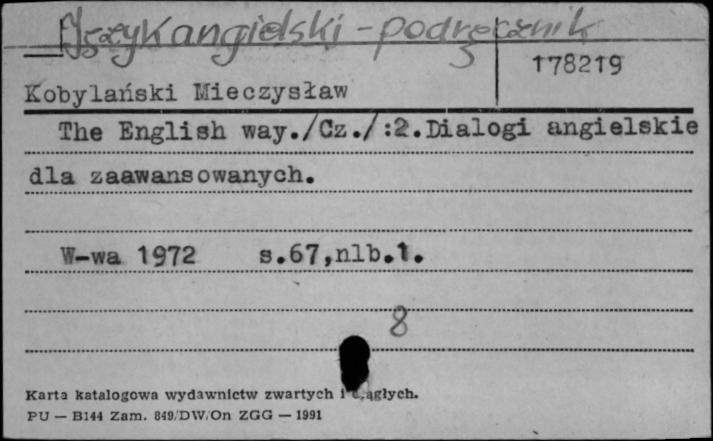 Język angielski - podręcznik
178219
Kobylański Mieczysław
The English way./Cz./:2.Dialogi angielskie
dla zaawansowanych.
W-wa 1972 s.67,nlb.1.
8
Karta katalogowa wydawnictw zwartych i ciągłych.
PU — B144 Zam. 849/DW/On ZGG — 1991